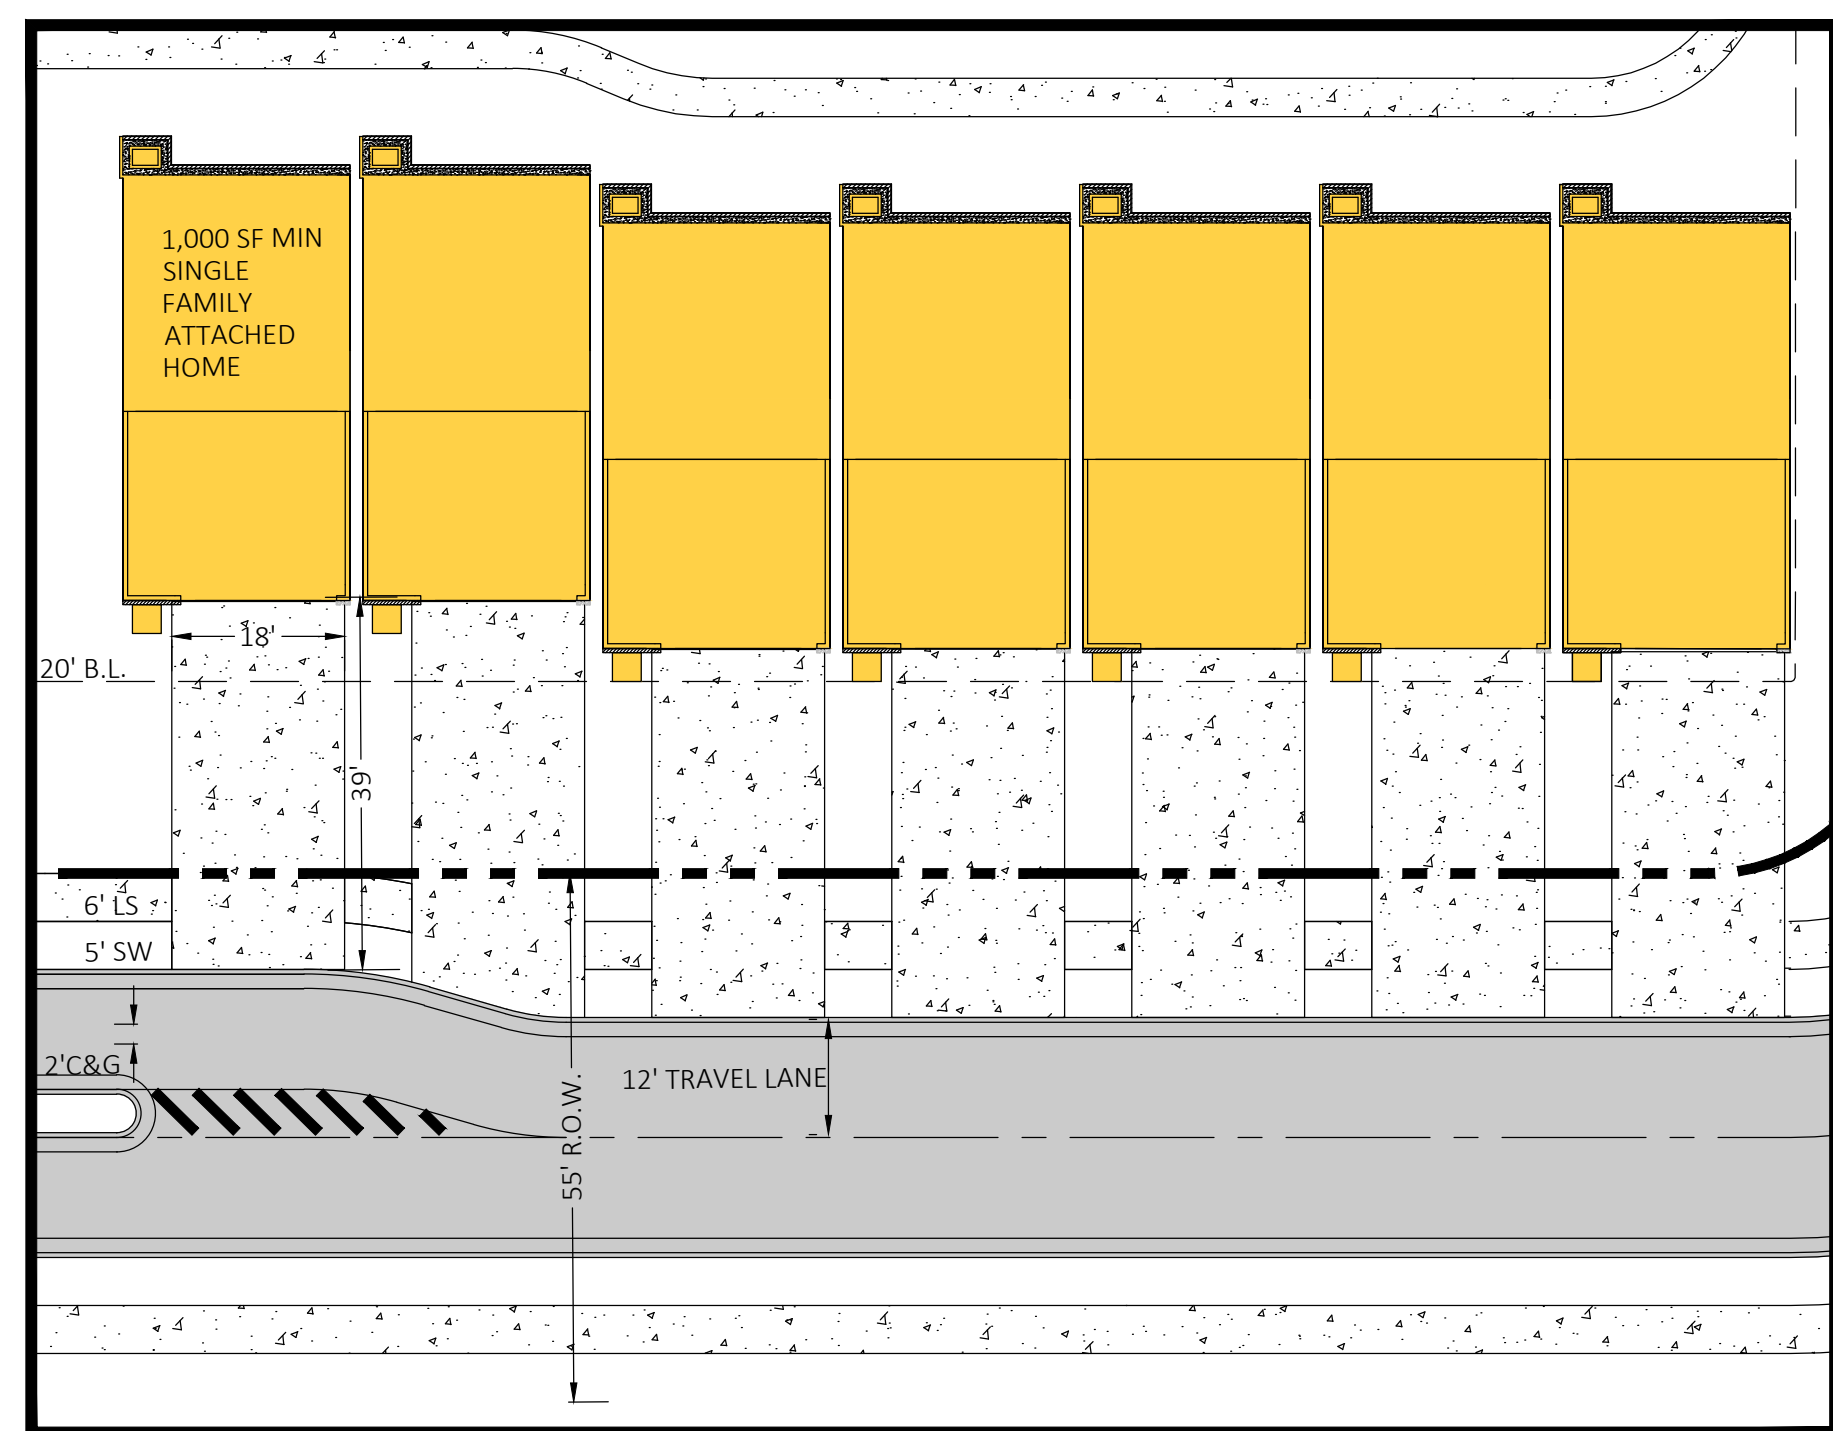 1,000 SF MIN
SINGLE
FAMILY
ATTACHED
HOME
18'
20' B.L.
39'
6' LS
5' SW
2'C&G
12' TRAVEL LANE
55' R.O.W.